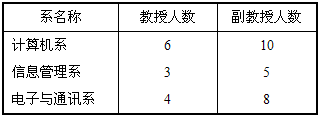 系名称 教授人数 副教授人数
计算机系 6 10
信息管理系 3 5
电子与通讯系 4 8